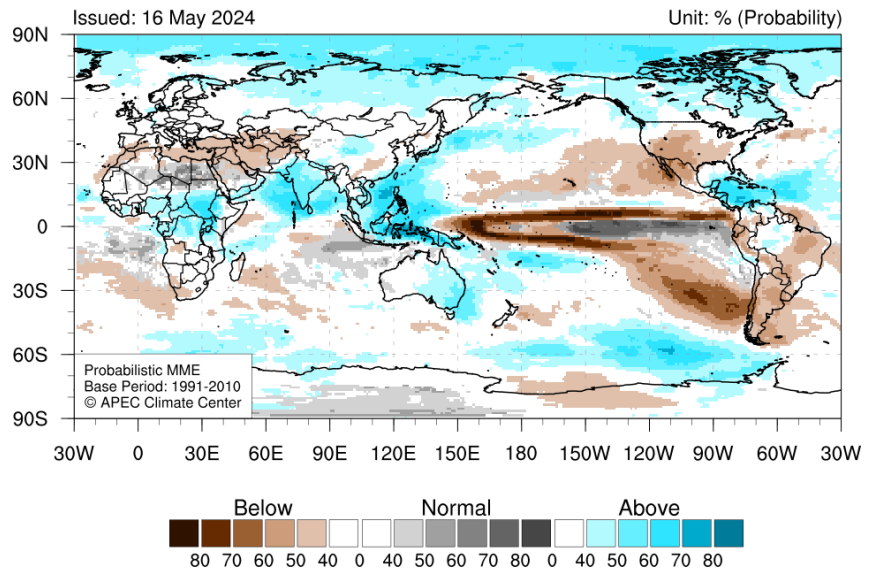 Issued: 16 May 2024
Unit: % (Probability)
90N
60N
30N
0
30S
60S
90S
Probabilistic MME
Base Period: 1991-2010
© APEC Climate Center
30W 0 30E 60E 90E 120E 150E 180 150W 120W 90W 60W 30W
Below Normal Above
80 70 60 50 40 0 40 50 60 70 80 0 40 50 60 70 80